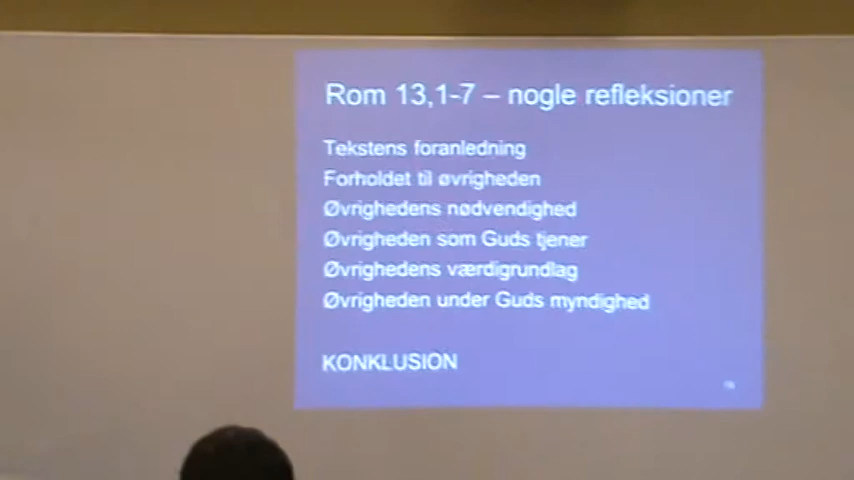 Rom 13,1-7 – nogle refleksioner
Tekstens foranledning
Forholdet til øvrigheden
Øvrighedens nødvendighed
Øvrigheden som Guds tjener
Øvrighedens værdigrundlag
Øvrigheden under Guds myndighed
KONKLUSION